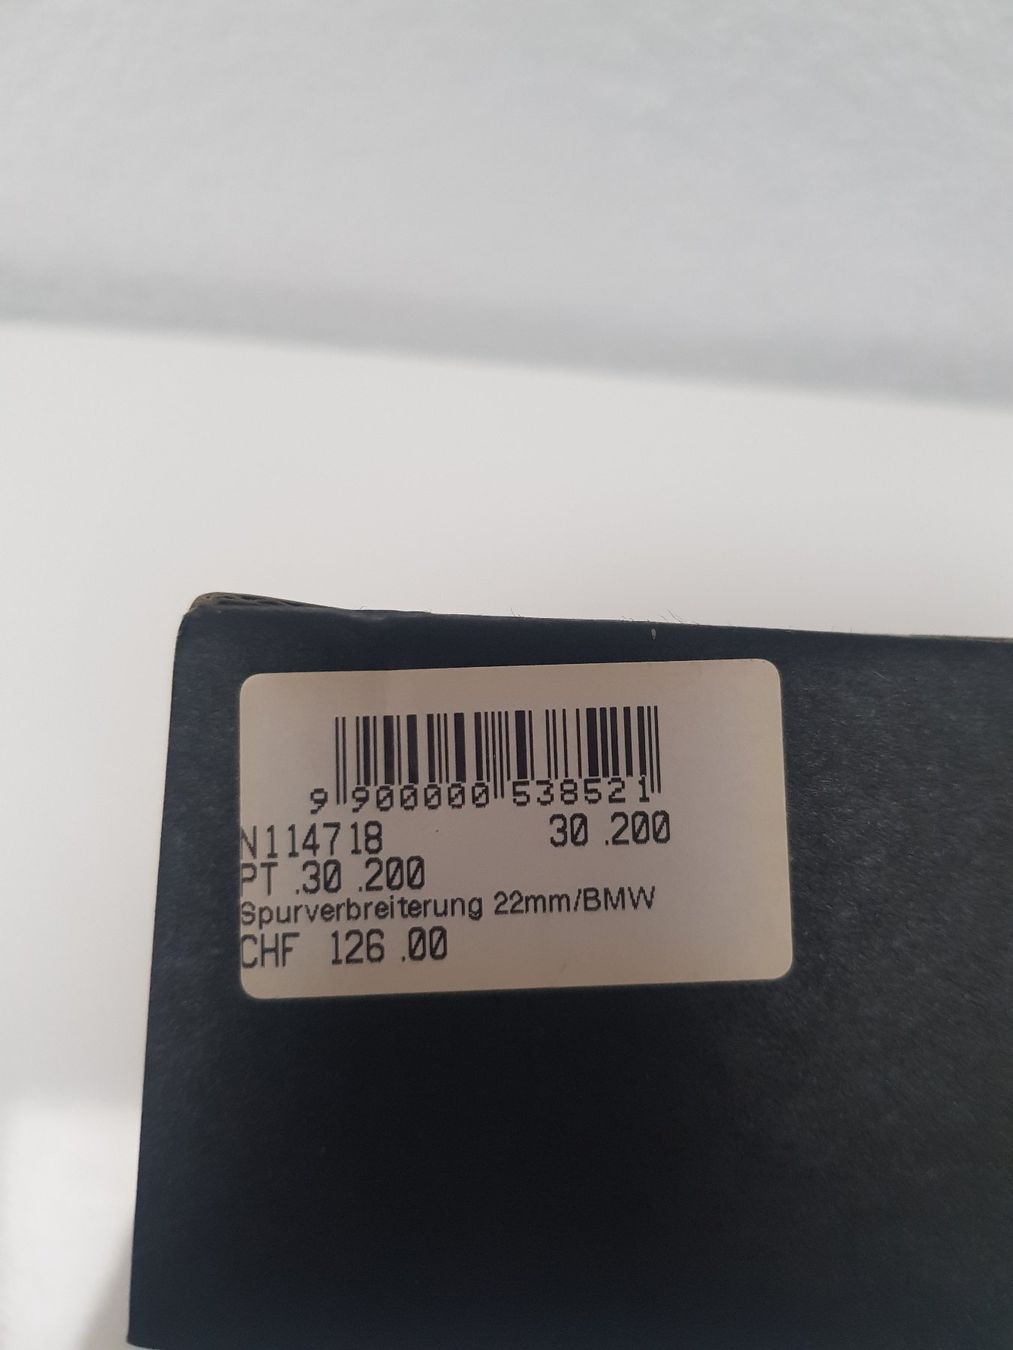 9 900000 538521
N114718 30.200
PT.30.200
Spurverbreiterung 22mm/BMW
CHF 126.00